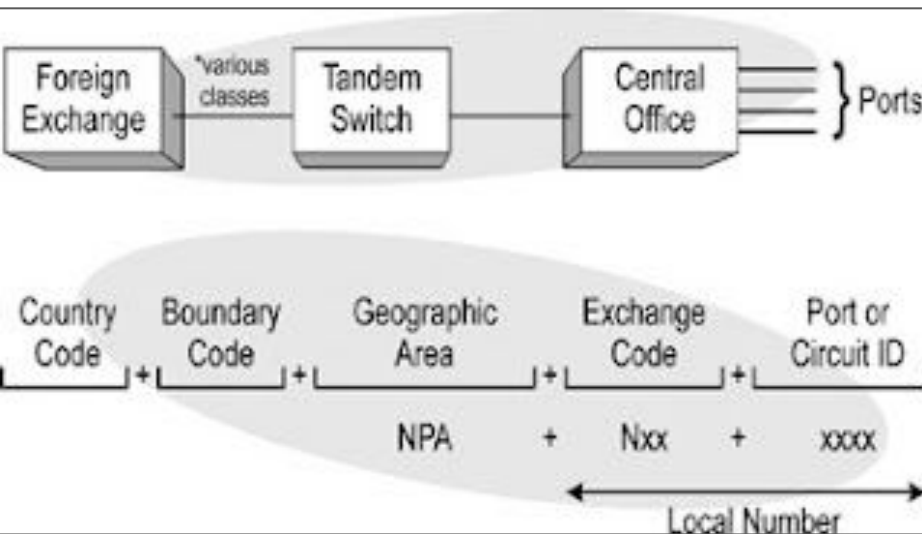 Foreign
Exchange
*various
classes
Tandem
Switch
Central
Office
} Ports
Country
Code
+
Boundary
Code
+
Geographic
Area
+
Exchange
Code
+
Port or
Circuit ID
NPA + Nxx + xxxx
Local Number